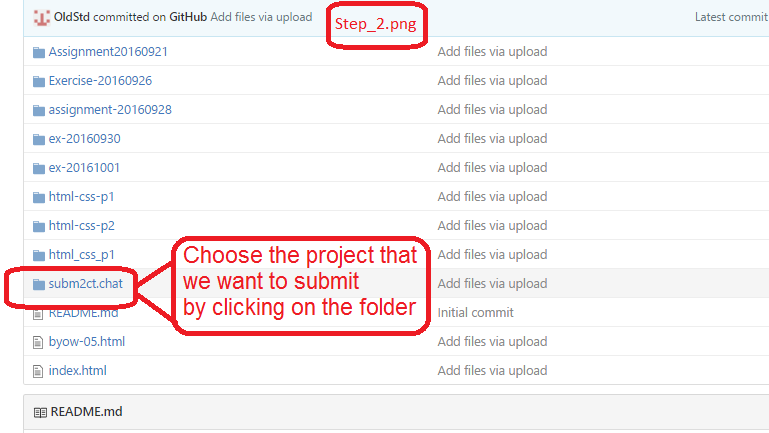 OldStd committed on GitHub Add files via upload
Step_2.png
Latest commit
Assignment20160921 Add files via upload
Exercise-20160926 Add files via upload
assignment-20160928 Add files via upload
ex-20160930 Add files via upload
ex-20161001 Add files via upload
html-css-p1 Add files via upload
html-css-p2 Add files via upload
html_css_p1 Add files via upload
subm2ct.chat Add files via upload
Choose the project that
we want to submit
by clicking on the folder
README.md Initial commit
byow-05.html Add files via upload
index.html Add files via upload
README.md